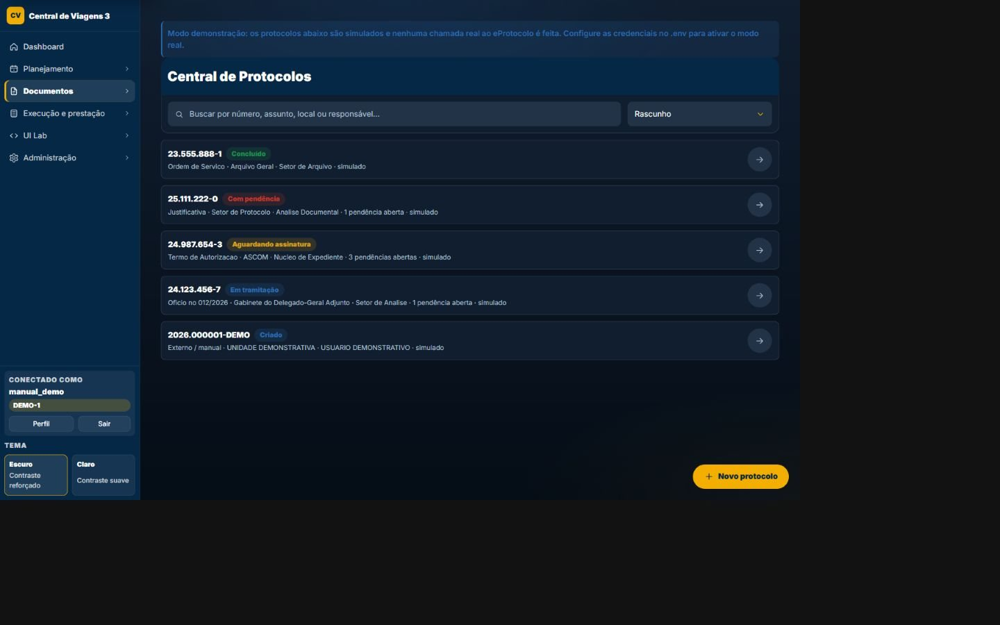 CV Central de Viagens 3
Dashboard
Planejamento
Documentos
Execução e prestação
UI Lab
Administração
CONECTADO COMO
manual_demo
DEMO-1
Perfil Sair
TEMA
Escuro
Contraste
reforçado
Claro
Contraste suave
Modo demonstração: os protocolos abaixo são simulados e nenhuma chamada real ao eProtocolo é feita. Configure as credenciais no .env para ativar o modo
real.
Central de Protocolos
Buscar por número, assunto, local ou responsável... Rascunho
23.555.888-1 Concluído
Ordem de Servico · Arquivo Geral · Setor de Arquivo · simulado
25.111.222-0 Com pendência
Justificativa · Setor de Protocolo · Analise Documental · 1 pendência aberta · simulado
24.987.654-3 Aguardando assinatura
Termo de Autorizacao · ASCOM · Nucleo de Expediente · 3 pendências abertas · simulado
24.123.456-7 Em tramitação
Oficio no 012/2026 · Gabinete do Delegado-Geral Adjunto · Setor de Analise · 1 pendência aberta · simulado
2026.000001-DEMO Criado
Externo / manual · UNIDADE DEMONSTRATIVA · USUARIO DEMONSTRATIVO · simulado
Novo protocolo